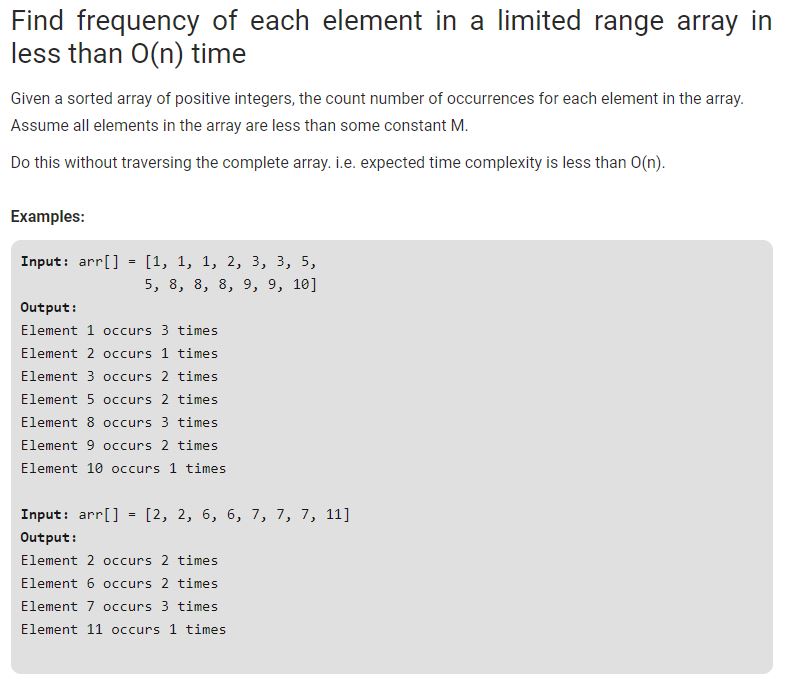 Find frequency of each element in a limited range array in
less than O(n) time
Given a sorted array of positive integers, the count number of occurrences for each element in the array.
Assume all elements in the array are less than some constant M.
Do this without traversing the complete array. i.e. expected time complexity is less than O(n).
Examples:
Input: arr[] = [1, 1, 1, 2, 3, 3, 5,
5, 8, 8, 8, 9, 9, 10]
Output:
Element 1 occurs 3 times
Element 2 occurs 1 times
Element 3 occurs 2 times
Element 5 occurs 2 times
Element 8 occurs 3 times
Element 9 occurs 2 times
Element 10 occurs 1 times
Input: arr[] = [2, 2, 6, 6, 7, 7, 7, 11]
Output:
Element 2 occurs 2 times
Element 6 occurs 2 times
Element 7 occurs 3 times
Element 11 occurs 1 times